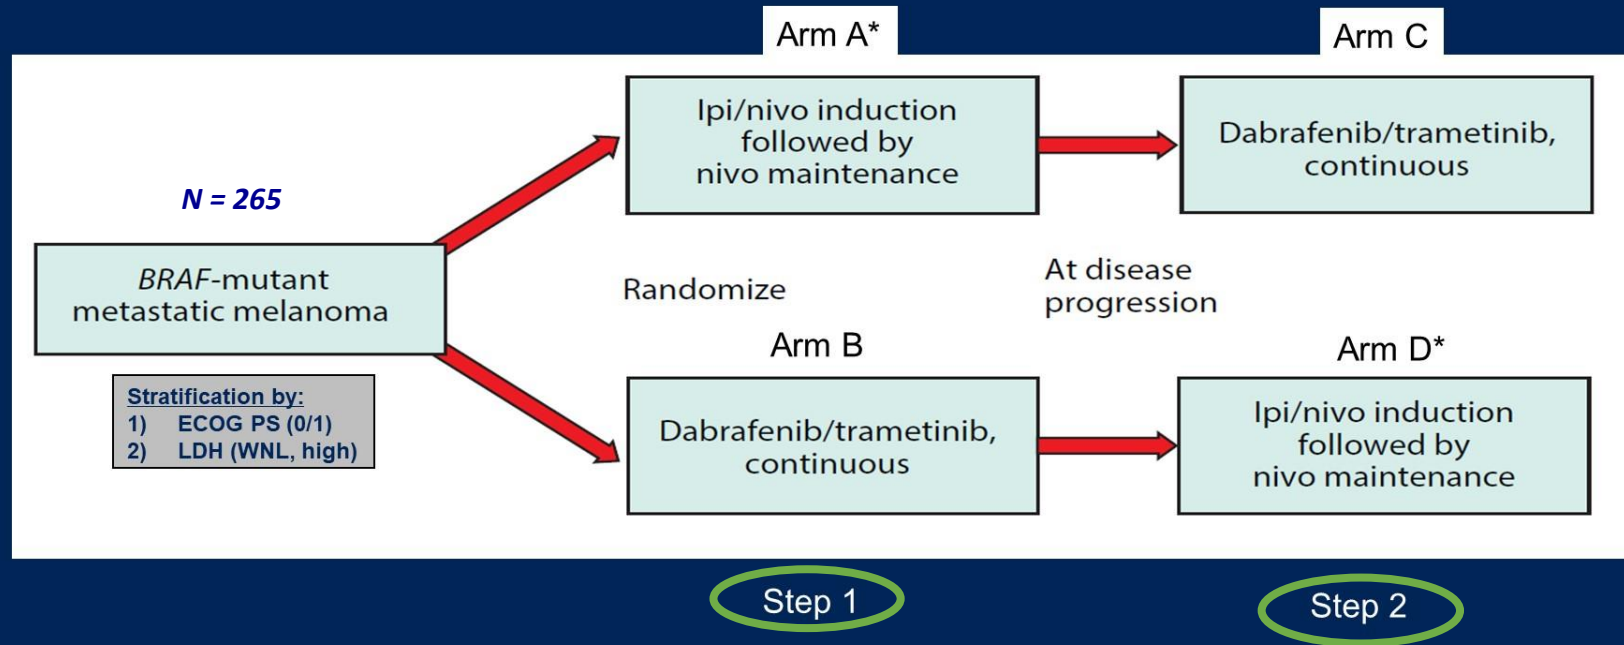 Arm A*
Arm C
Ipi/nivo induction
followed by
nivo maintenance
Dabrafenib/trametinib,
continuous
N = 265
BRAF-mutant
metastatic melanoma
Randomize
At disease
progression
Stratification by:
1) ECOG PS (0/1)
2) LDH (WNL, high)
Arm B
Arm D*
Dabrafenib/trametinib,
continuous
Ipi/nivo induction
followed by
nivo maintenance
Step 1
Step 2